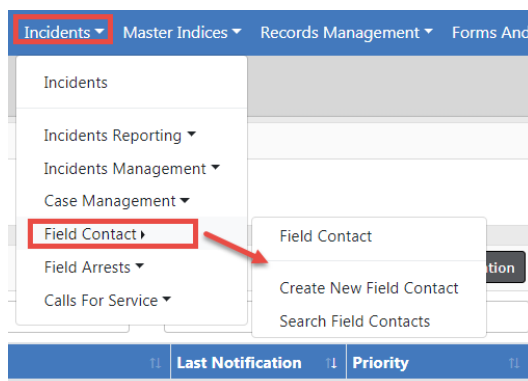 Incidents Master Indices Records Management Forms And
Incidents
Incidents Reporting
Incidents Management
Case Management
Field Contact
Field Arrests
Calls For Service
Field Contact
Create New Field Contact
Search Field Contacts
tion
Last Notification Priority